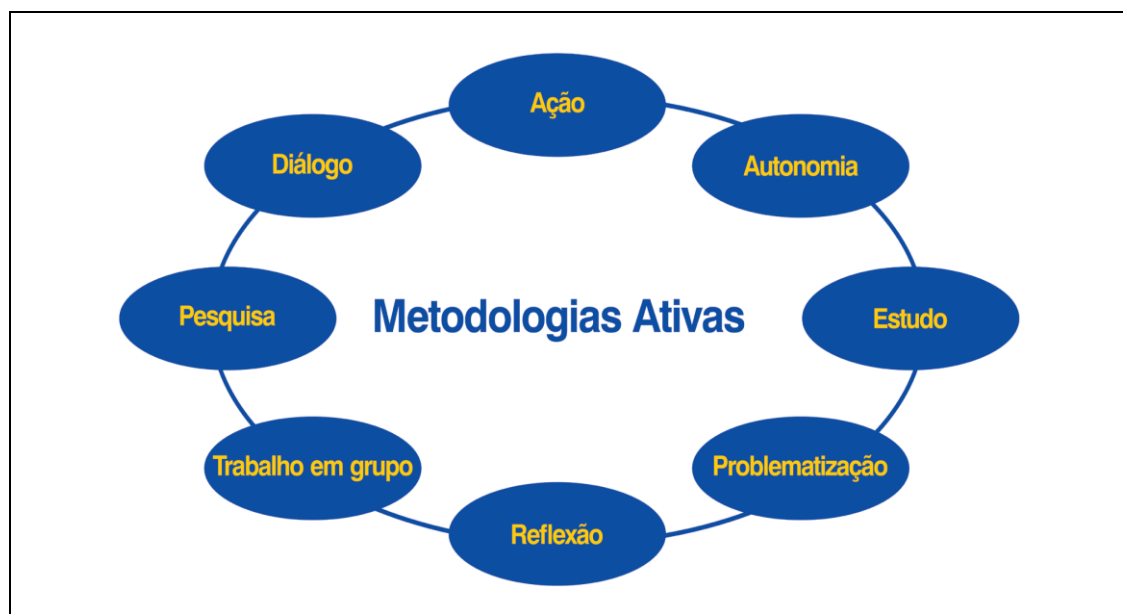 Ação
Diálogo
Autonomia
Pesquisa
Metodologias Ativas
Estudo
Trabalho em grupo
Problematização
Reflexão